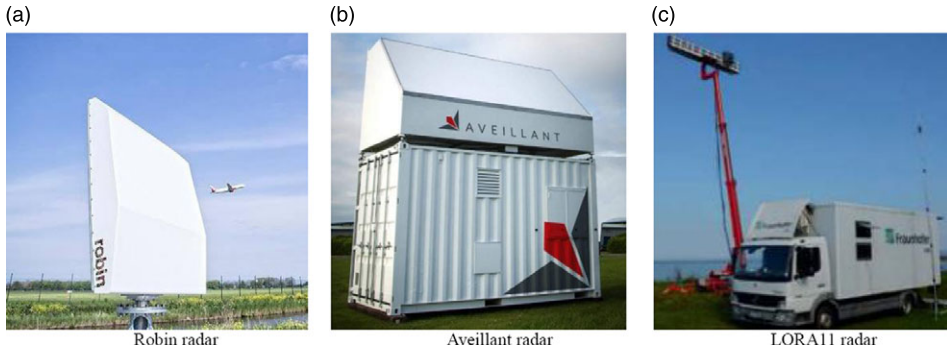 (a)
(b)
(c)
robin
AVEILLANT
Fraunhofer
Robin radar
Aveillant radar
LORA11 radar